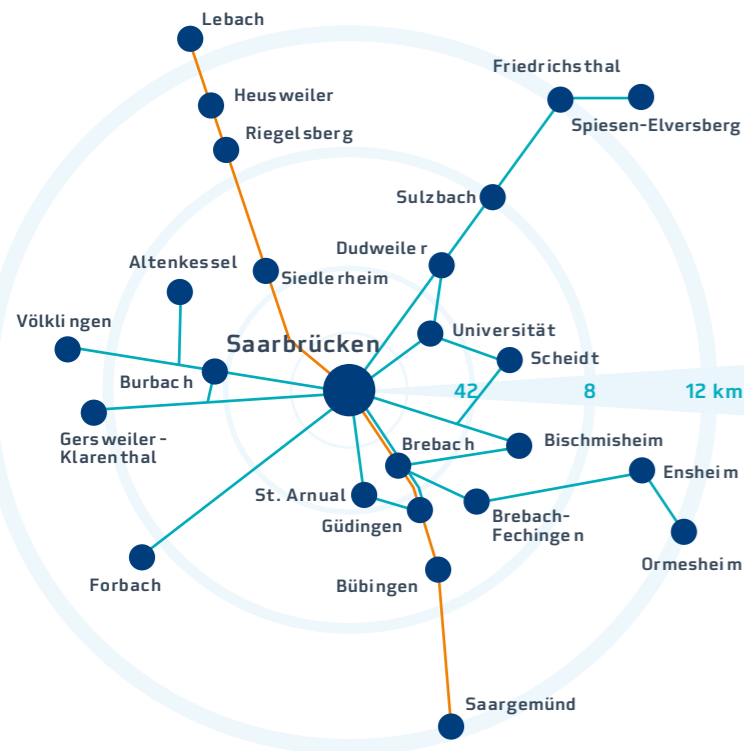 Lebach
Friedrichsthal
Heusweiler
Spiesen-Elversberg
Riegelsberg
Sulzbach
Dudweiler
Altenkessel
Siedlerheim
Völklingen
Universität
Saarbrücken
Scheidt
Burbach
42
8
12 km
Gersweiler-
Klarenthal
Brebach
Bischmisheim
Ensheim
St. Arnual
Güdingen
Brebach-
Fechingen
Ormesheim
Forbach
Bübingen
Saargemünd